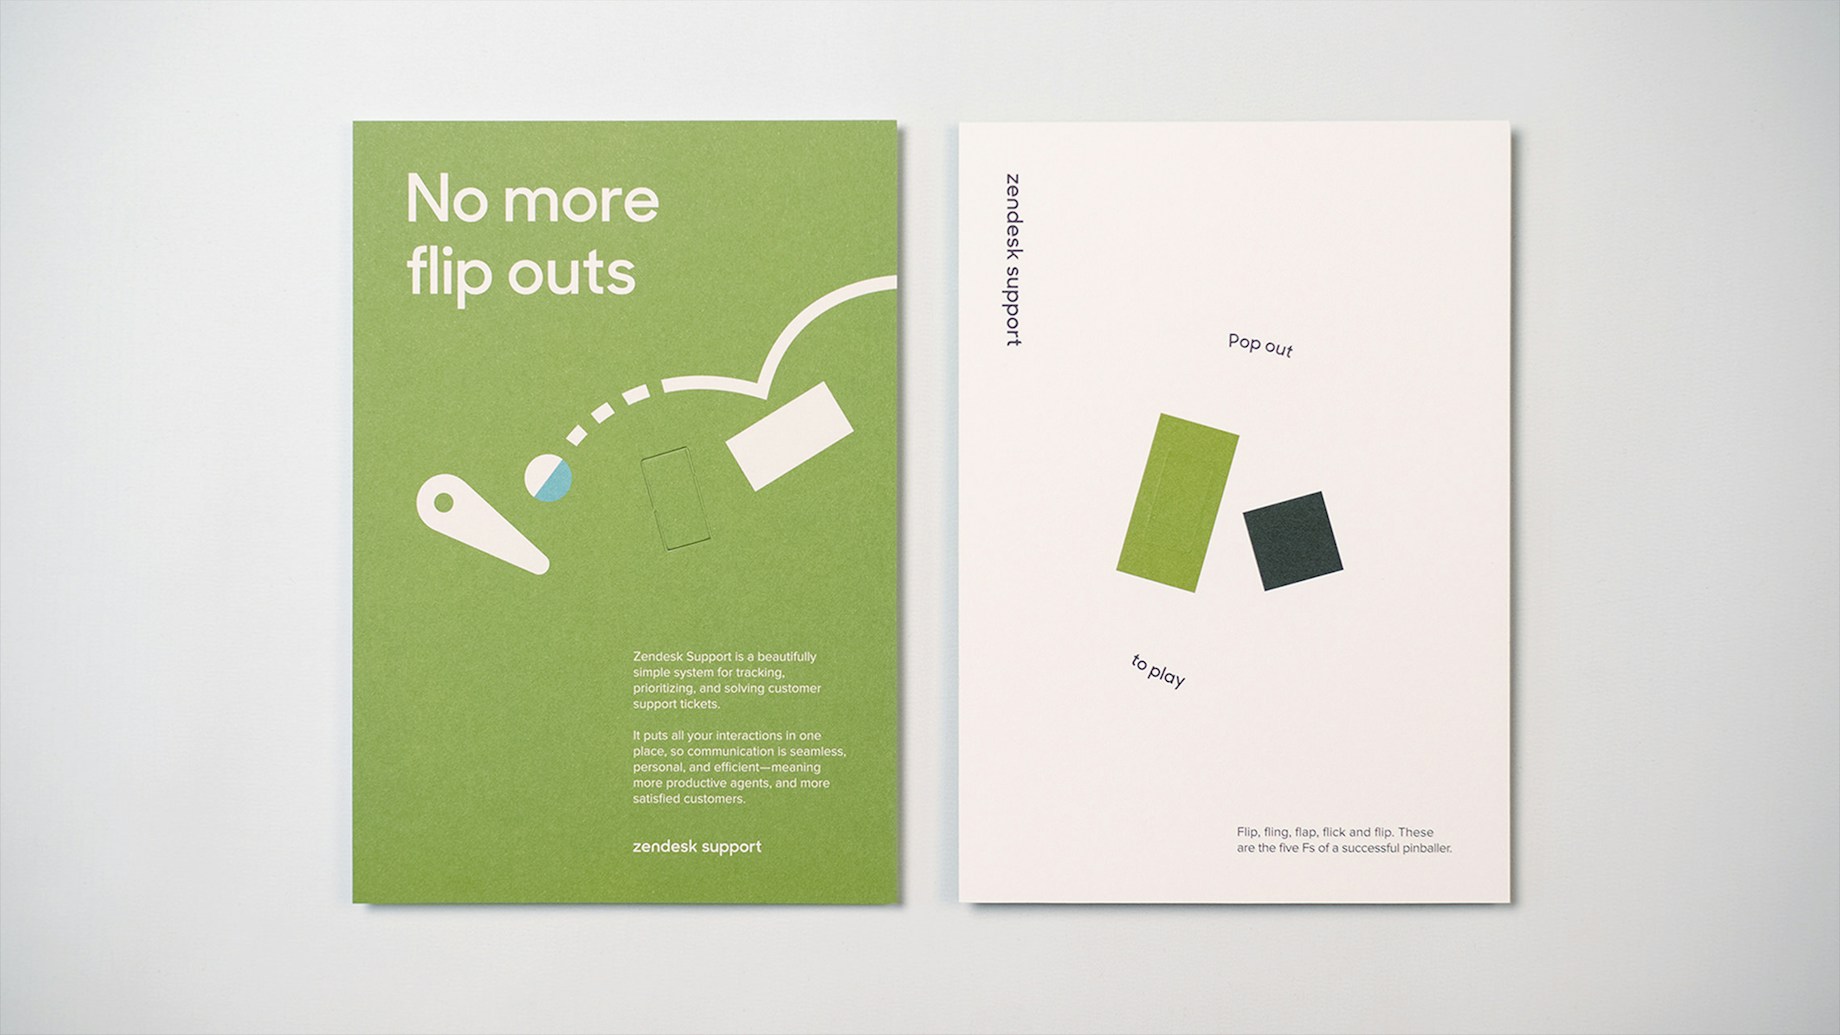 No more
flip outs
Zendesk Support is a beautifully
simple system for tracking,
prioritizing, and solving customer
support tickets.
It puts all your interactions in one
place, so communication is seamless,
personal, and efficient—meaning
more productive agents, and more
satisfied customers.
zendesk support
zendesk support
Pop out
to play
Flip, fling, flap, flick and flip. These
are the five Fs of a successful pinballer.